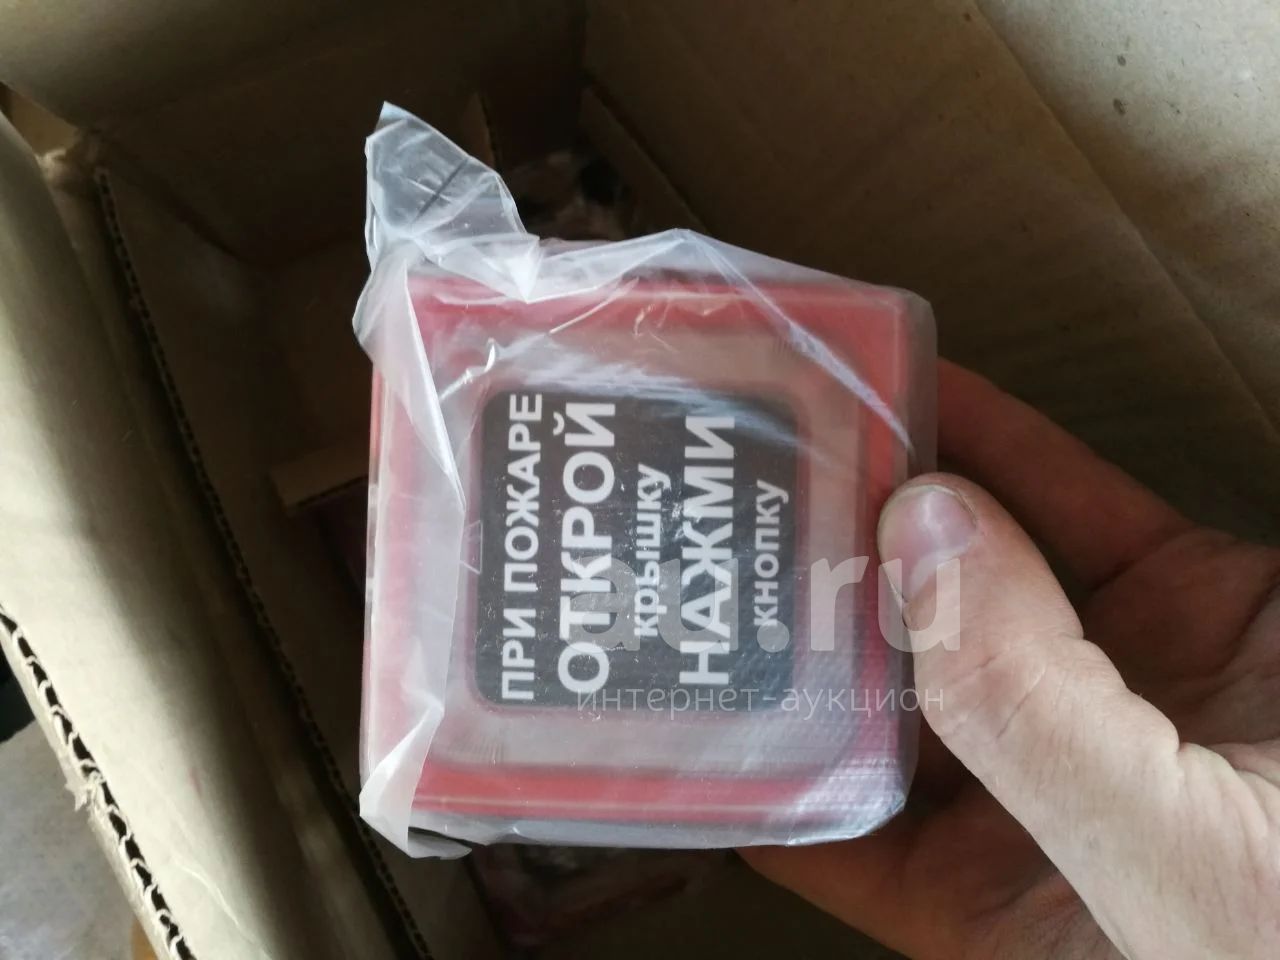 ПРИ ПОЖАРЕ
ОТКРОЙ
крышку
НАЖМИ
кнопку
au.ru
интернет-аукцион